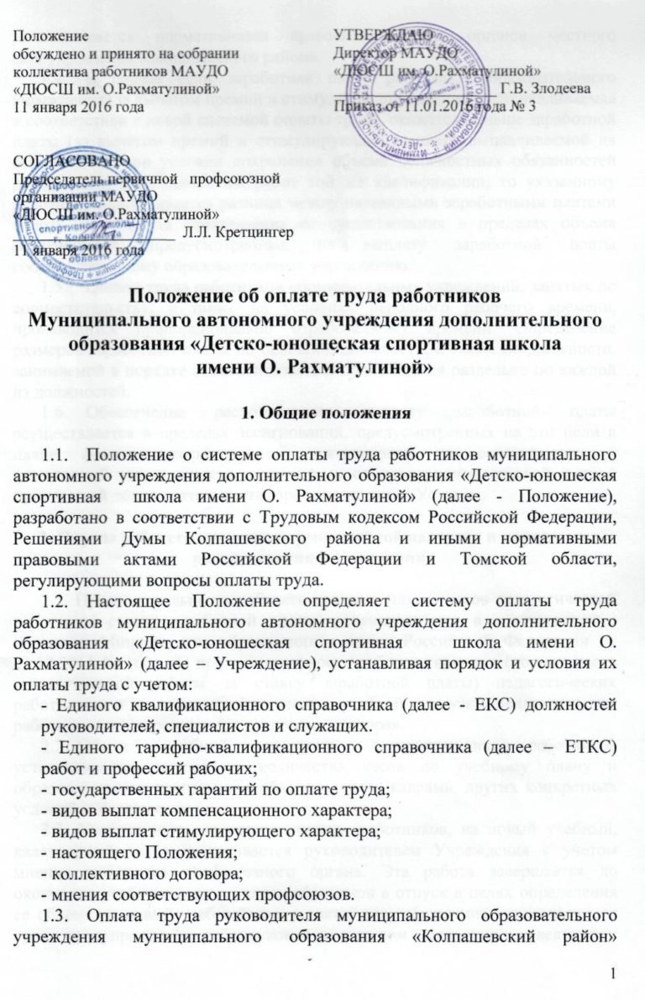 Положение
обсуждено и принято на собрании
коллектива работников МАУДО
«ДЮСШ им. О.Рахматулиной»
11 января 2016 года
УТВЕРЖДАЮ
Директор МАУДО
«ДЮСШ им. О.Рахматулиной»
Г.В. Злодеева
Приказ от 11.01.2016 года № 3
СОГЛАСОВАНО
Председатель первичной профсоюзной
организации МАУДО
«ДЮСШ им. О.Рахматулиной»
Л.Л. Кречзингер
11 января 2016 года
Положение об оплате труда работников
Муниципального автономного учреждения дополнительного
образования «Детско-юношеская спортивная школа
имени О. Рахматулиной»
1. Общие положения
1.1. Положение о системе оплаты труда работников муниципального
автономного учреждения дополнительного образования «Детско-юношеская
спортивная школа имени О. Рахматулиной» (далее - Положение),
разработано в соответствии с Трудовым кодексом Российской Федерации,
Решениями Думы Колпашевского района и иными нормативными
правовыми актами Российской Федерации и Томской области,
регулирующими вопросы оплаты труда.
1.2. Настоящее Положение определяет систему оплаты труда
работников муниципального автономного учреждения дополнительного
образования «Детско-юношеская спортивная школа имени О.
Рахматулиной» (далее – Учреждение), устанавливая порядок и условия их
оплаты труда с учетом:
- Единого квалификационного справочника (далее - ЕКС) должностей
руководителей, специалистов и служащих.
- Единого тарифно-квалификационного справочника (далее – ЕТКС)
работ и профессий рабочих;
- государственных гарантий по оплате труда;
- видов выплат компенсационного характера;
- видов выплат стимулирующего характера;
- настоящего Положения;
- коллективного договора;
- мнения соответствующих профсоюзов.
1.3. Оплата труда руководителя муниципального образовательного
учреждения муниципального образования «Колпашевский район»
1